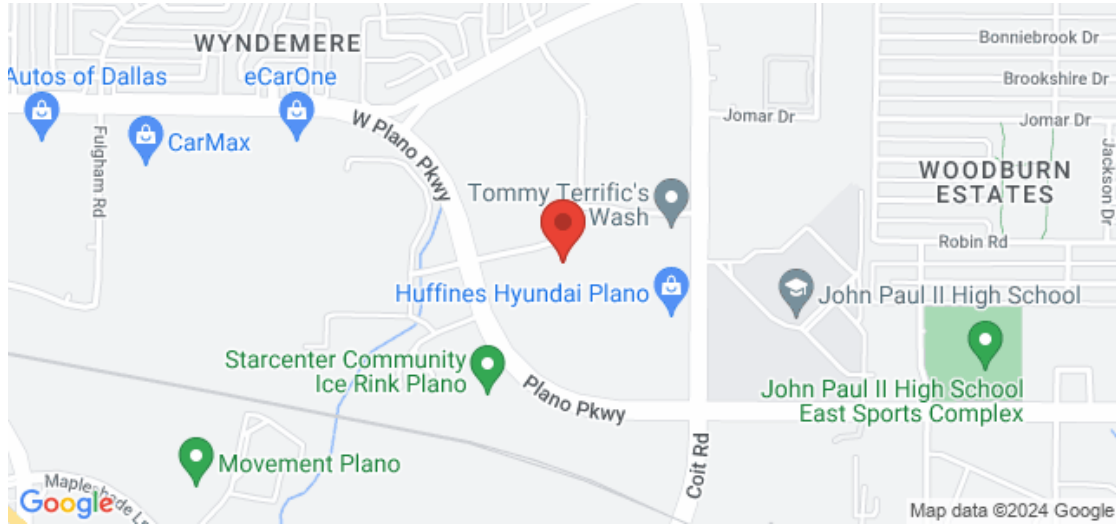 WYNDEMERE
Bonniebrook Dr
Autos of Dallas
eCarOne
Brookshire Dr
W Plano Pkwy
Jomar Dr
Jomar Dr
CarMax
Fulgham Rd
Jackson Dr
WOODBURN
ESTATES
Tommy Terrific's
Wash
Robin Rd
Huffines Hyundai Plano
John Paul II High School
Starcenter Community
Ice Rink Plano
Plano Pkwy
John Paul II High School
East Sports Complex
Coit Rd
Movement Plano
Mapleshade Ln
Google
Map data ©2024 Google